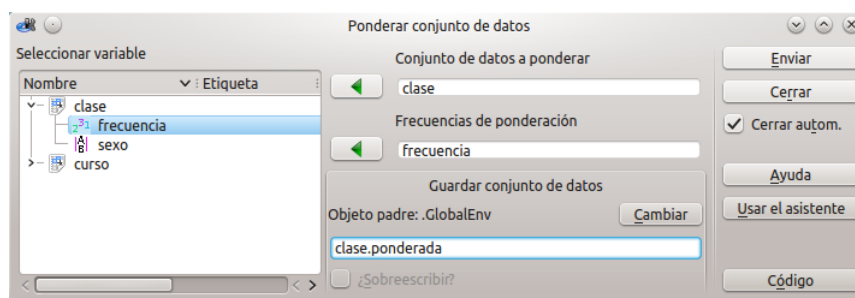 Ponderar conjunto de datos
Seleccionar variable
Nombre Etiqueta
clase
frecuencia
sexo
curso
Conjunto de datos a ponderar
clase
Frecuencias de ponderación
frecuencia
Guardar conjunto de datos
Objeto padre: .GlobalEnv Cambiar
clase.ponderada
¿Sobreescribir?
Enviar
Cerrar
Cerrar autom.
Ayuda
Usar el asistente
Código